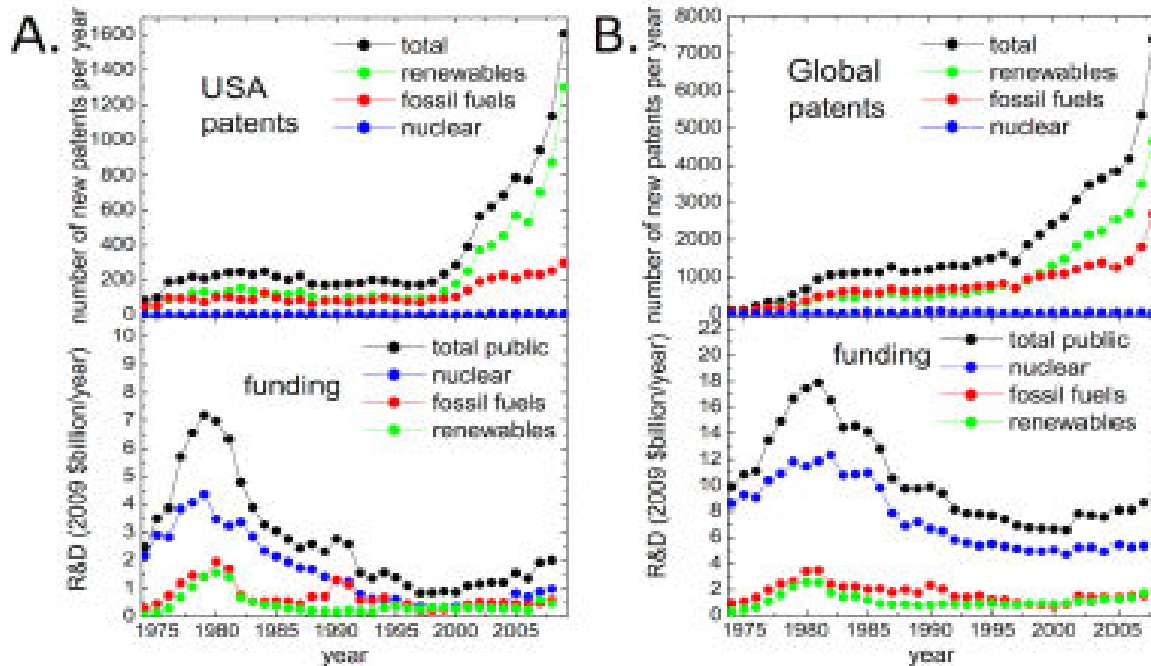 A.
number of new patents per year
1600
1400
1200
1000
800
600
400
200
0
USA
patents
total
renewables
fossil fuels
nuclear
R&D (2009 $billion/year)
10
9
8
7
6
5
4
3
2
1
0
funding
total public
nuclear
fossil fuels
renewables
1975 1980 1985 1990 1995 2000 2005
year
B.
number of new patents per year
8000
7000
6000
5000
4000
3000
2000
1000
0
Global
patents
total
renewables
fossil fuels
nuclear
R&D (2009 $billion/year)
22
20
18
16
14
12
10
8
6
4
2
0
funding
total public
nuclear
fossil fuels
renewables
1975 1980 1985 1990 1995 2000 2005
year